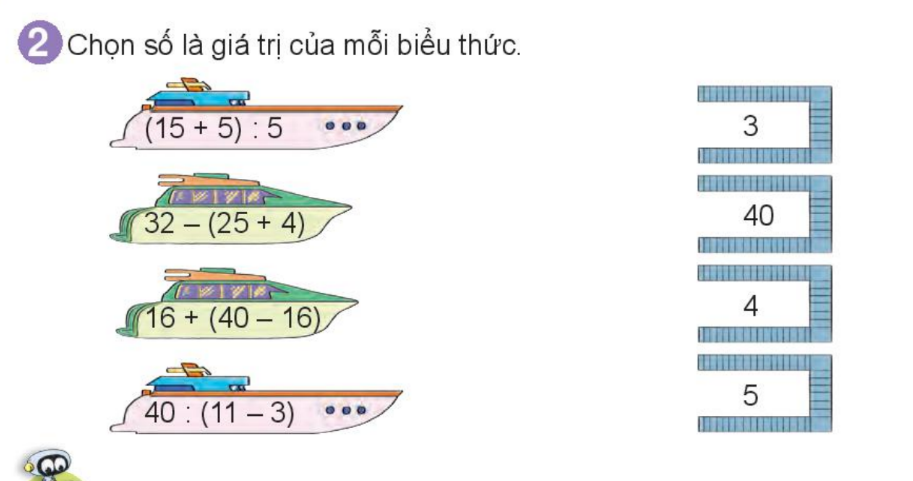 2 Chọn số là giá trị của mỗi biểu thức.
(15 + 5) : 5
3
32 – (25 + 4)
40
16 + (40 – 16)
4
40 : (11 – 3)
5